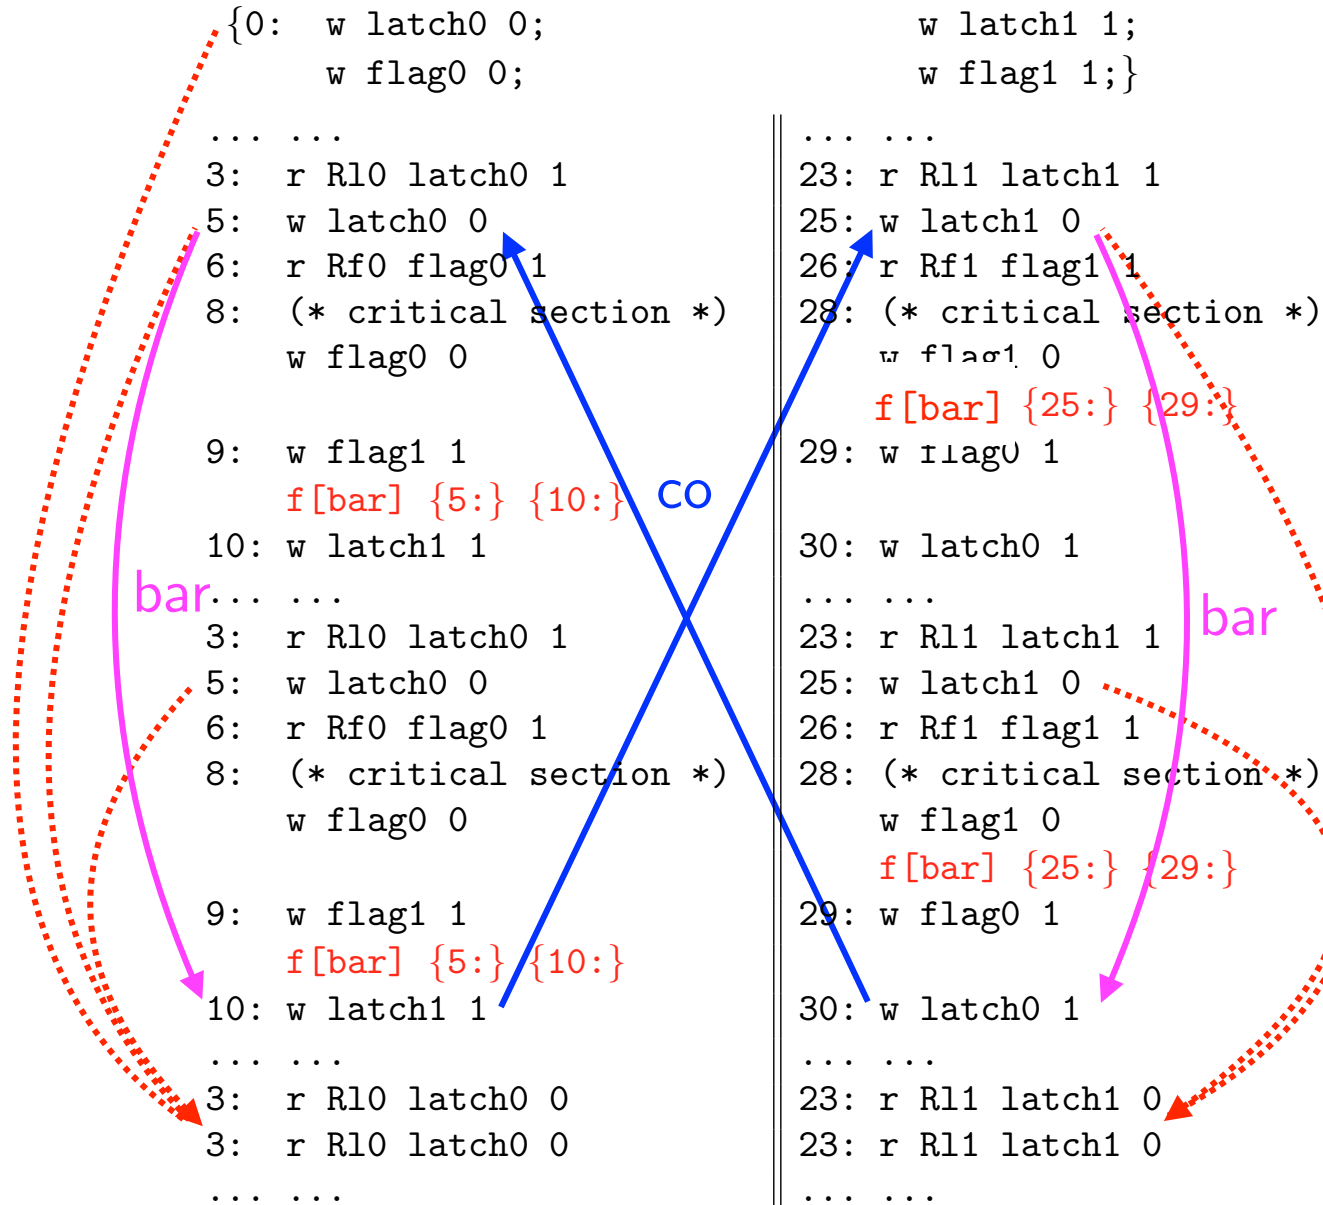 {0: w latch0 0; w latch1 1;
w flag0 0; w flag1 1;}
... ... ... ...
3: r Rl0 latch0 1 23: r Rl1 latch1 1
5: w latch0 0 25: w latch1 0
6: r Rf0 flag0 1 26: r Rf1 flag1 1
8: (* critical section *) 28: (* critical section *)
w flag0 0 w flag1 0
f[bar] {25:} {29:}
9: w flag1 1 29: w flag0 1
f[bar] {5:} {10:} co
10: w latch1 1 30: w latch0 1
bar ... ... ... ... bar
3: r Rl0 latch0 1 23: r Rl1 latch1 1
5: w latch0 0 25: w latch1 0
6: r Rf0 flag0 1 26: r Rf1 flag1 1
8: (* critical section *) 28: (* critical section *)
w flag0 0 w flag1 0
f[bar] {25:} {29:}
9: w flag1 1 29: w flag0 1
f[bar] {5:} {10:}
10: w latch1 1 30: w latch0 1
... ... ... ...
3: r Rl0 latch0 0 23: r Rl1 latch1 0
3: r Rl0 latch0 0 23: r Rl1 latch1 0
... ... ... ...